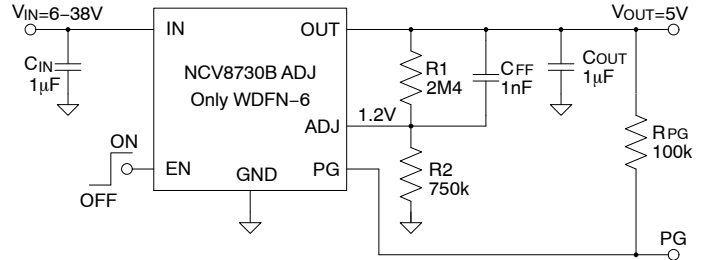 VIN=6–38V
IN
OUT
VOUT=5V
CIN
1µF
NCV8730B ADJ
Only WDFN–6
R1
2M4
CFF
1nF
COUT
1µF
ADJ
1.2V
RPG
100k
ON
OFF
EN
GND
PG
R2
750k
PG